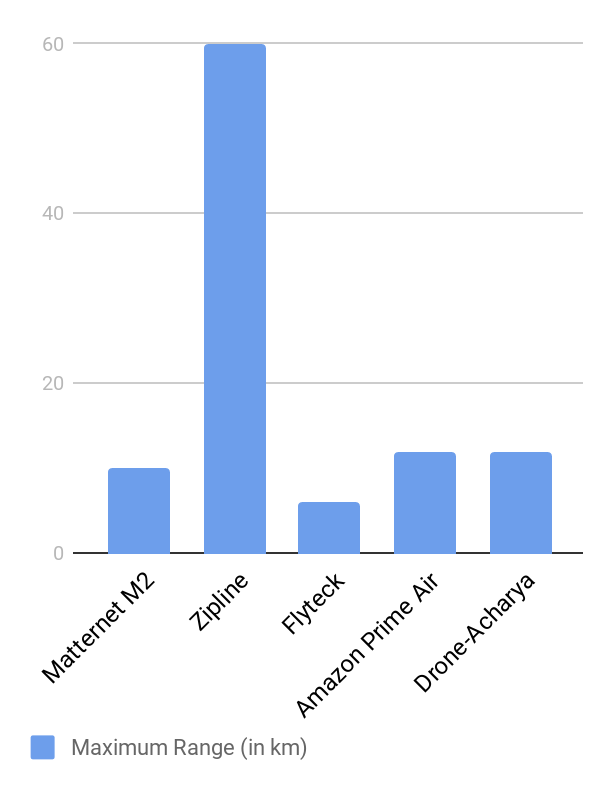 60
40
20
0
Matternet M2
Zipline
Flyteck
Amazon Prime Air
Drone-Acharya
Maximum Range (in km)